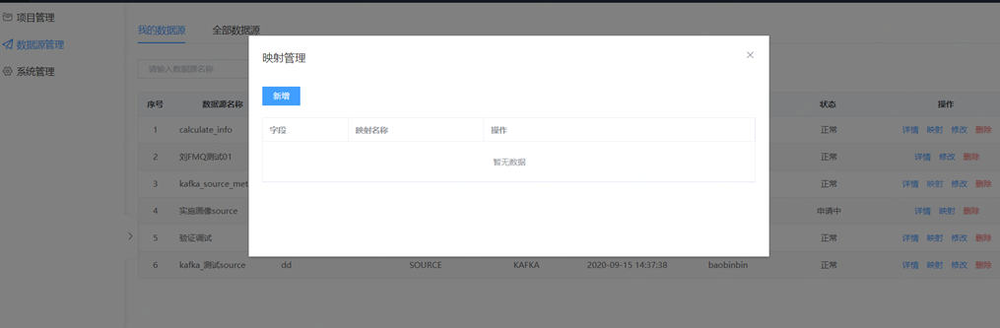 项目管理
数据源管理
系统管理
我的数据源 全部数据源
请输入数据源名称
映射管理
新增
字段 映射名称 操作
暂无数据
序号 数据源名称 状态 操作
1 calculate_info 正常 详情 映射 修改 删除
2 刘FMQ测试01 正常 详情 修改 删除
3 kafka_source_met 正常 详情 映射 修改 删除
4 实施画像source 申请中 详情 映射 删除
5 验证调试 正常 详情 映射 修改 删除
6 kafka_测试source dd SOURCE KAFKA 2020-09-15 14:37:38 baobinbin 正常 详情 映射 修改 删除